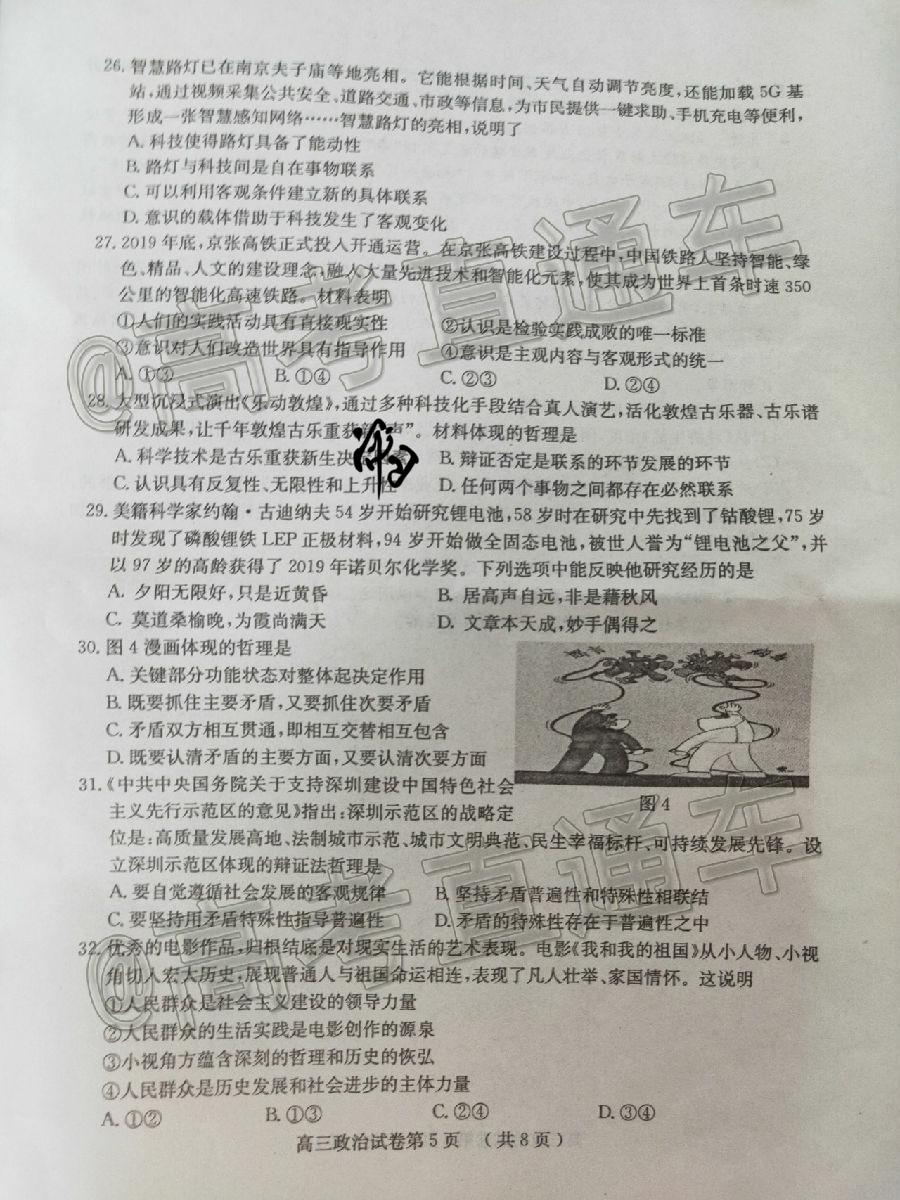 26. 智慧路灯已在南京夫子庙等地亮相。它能根据时间、天气自动调节亮度,还能加载5G基
站,通过视频采集公共安全、道路交通、市政等信息,为市民提供一键求助、手机充电等便利,
形成一张智慧感知网络……智慧路灯的亮相,说明了
A. 科技使得路灯具备了能动性
B. 路灯与科技间是自在事物联系
C. 可以利用客观条件建立新的具体联系
D. 意识的载体借助于科技发生了客观变化
27. 2019年底,京张高铁正式投入开通运营。在京张高铁建设过程中,中国铁路人坚持智能、绿
色、精品、人文的建设理念,融入大量先进技术和智能化元素,使其成为世界上首条时速350
公里的智能化高速铁路。材料表明
①人们的实践活动具有直接现实性 ②认识是检验实践成败的唯一标准
③意识对人们改造世界具有指导作用 ④意识是主观内容与客观形式的统一
A. ①③ B. ①④ C. ②③ D. ②④
28. 大型沉浸式演出《乐动敦煌》,通过多种科技化手段结合真人演艺,活化敦煌古乐器、古乐谱
研发成果,让千年敦煌古乐重获新声”。材料体现的哲理是
A. 科学技术是古乐重获新生决 素 B. 辩证否定是联系的环节发展的环节
C. 认识具有反复性、无限性和上升性 D. 任何两个事物之间都存在必然联系
29. 美籍科学家约翰·古迪纳夫54岁开始研究锂电池,58岁时在研究中先找到了钴酸锂,75岁
时发现了磷酸锂铁LEP正极材料,94岁开始做全固态电池,被世人誉为“锂电池之父”,并
以97岁的高龄获得了2019年诺贝尔化学奖。下列选项中能反映他研究经历的是
A. 夕阳无限好,只是近黄昏 B. 居高声自远,非是藉秋风
C. 莫道桑榆晚,为霞尚满天 D. 文章本天成,妙手偶得之
30. 图4漫画体现的哲理是
A. 关键部分功能状态对整体起决定作用
B. 既要抓住主要矛盾,又要抓住次要矛盾
C. 矛盾双方相互贯通,即相互交替相互包含
D. 既要认清矛盾的主要方面,又要认清次要方面
图4
31.《中共中央国务院关于支持深圳建设中国特色社会
主义先行示范区的意见》指出:深圳示范区的战略定
位是:高质量发展高地、法制城市示范、城市文明典范、民生幸福标杆、可持续发展先锋。设
立深圳示范区体现的辩证法哲理是
A. 要自觉遵循社会发展的客观规律 B. 坚持矛盾普遍性和特殊性相联结
C. 要坚持用矛盾特殊性指导普遍性 D. 矛盾的特殊性存在于普遍性之中
32. 优秀的电影作品,归根结底是对现实生活的艺术表现。电影《我和我的祖国》从小人物、小视
角切入宏大历史,展现普通人与祖国命运相连,表现了凡人壮举、家国情怀。这说明
①人民群众是社会主义建设的领导力量
②人民群众的生活实践是电影创作的源泉
③小视角方蕴含深刻的哲理和历史的恢弘
④人民群众是历史发展和社会进步的主体力量
A. ①② B. ①③ C. ②④ D. ③④
高三政治试卷第5页 (共8页)
@高考直通车
@高考直通车